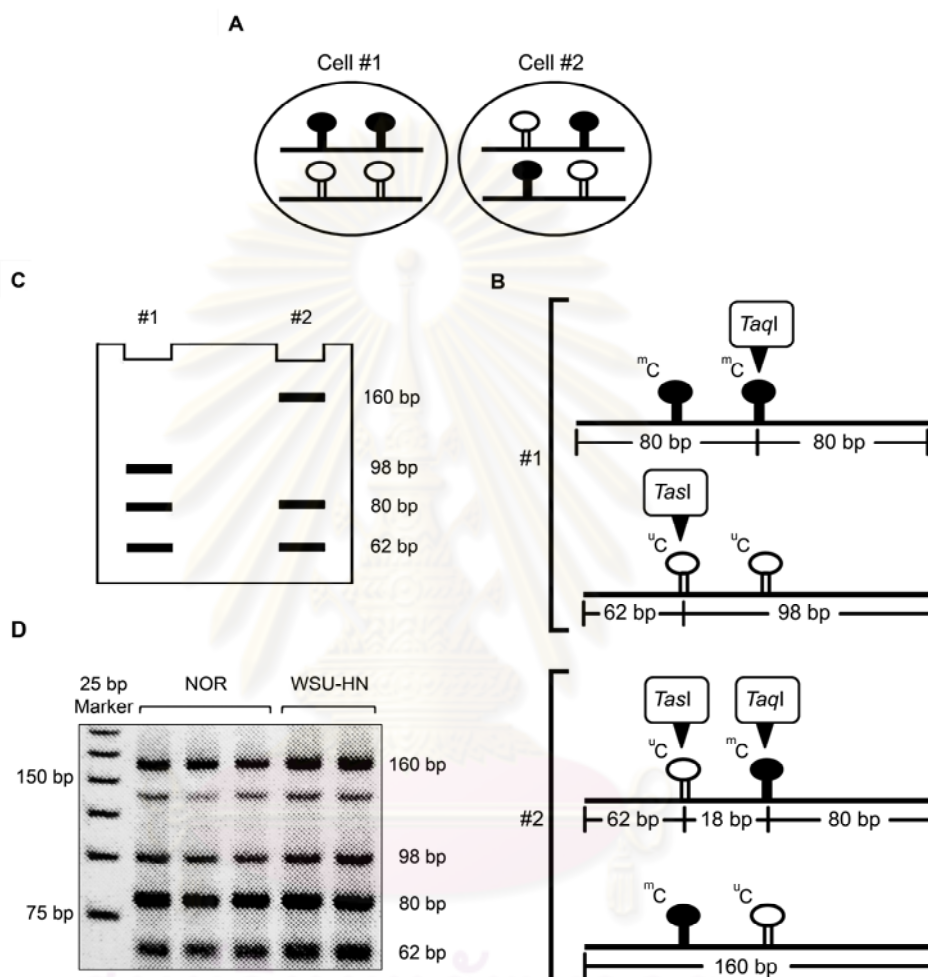 A
Cell #1 Cell #2
C
#1 #2
160 bp
98 bp
80 bp
62 bp
B
TaqI
mC mC
80 bp 80 bp
#1
TasI
uC uC
62 bp 98 bp
TasI TaqI
uC mC
#2
62 bp 18 bp 80 bp
mC uC
160 bp
D
25 bp
Marker
NOR WSU-HN
150 bp
75 bp
160 bp
98 bp
80 bp
62 bp